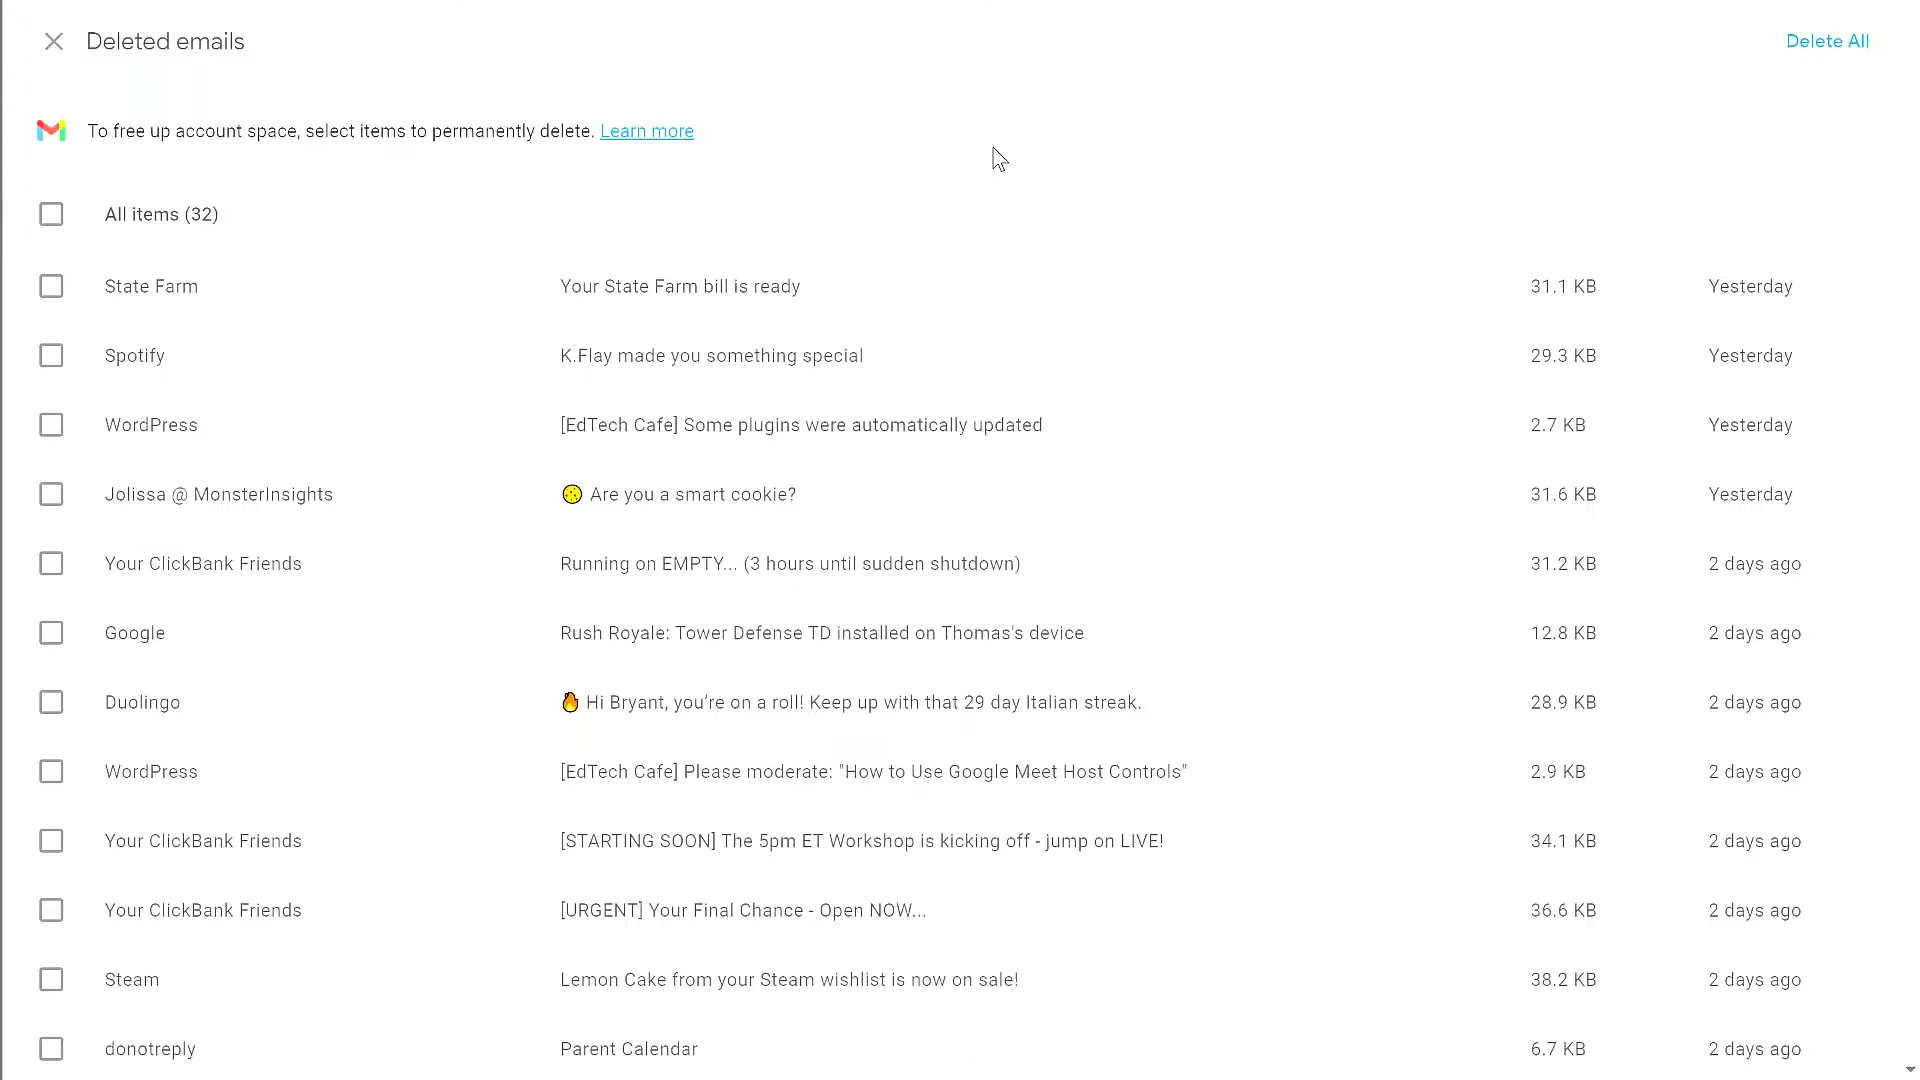 Deleted emails Delete All
To free up account space, select items to permanently delete. Learn more
All items (32)
State Farm Your State Farm bill is ready 31.1 KB Yesterday
Spotify K.Flay made you something special 29.3 KB Yesterday
WordPress [EdTech Cafe] Some plugins were automatically updated 2.7 KB Yesterday
Jolissa @ MonsterInsights 🍪 Are you a smart cookie? 31.6 KB Yesterday
Your ClickBank Friends Running on EMPTY... (3 hours until sudden shutdown) 31.2 KB 2 days ago
Google Rush Royale: Tower Defense TD installed on Thomas's device 12.8 KB 2 days ago
Duolingo 🔥 Hi Bryant, you’re on a roll! Keep up with that 29 day Italian streak. 28.9 KB 2 days ago
WordPress [EdTech Cafe] Please moderate: "How to Use Google Meet Host Controls" 2.9 KB 2 days ago
Your ClickBank Friends [STARTING SOON] The 5pm ET Workshop is kicking off - jump on LIVE! 34.1 KB 2 days ago
Your ClickBank Friends [URGENT] Your Final Chance - Open NOW... 36.6 KB 2 days ago
Steam Lemon Cake from your Steam wishlist is now on sale! 38.2 KB 2 days ago
donotreply Parent Calendar 6.7 KB 2 days ago